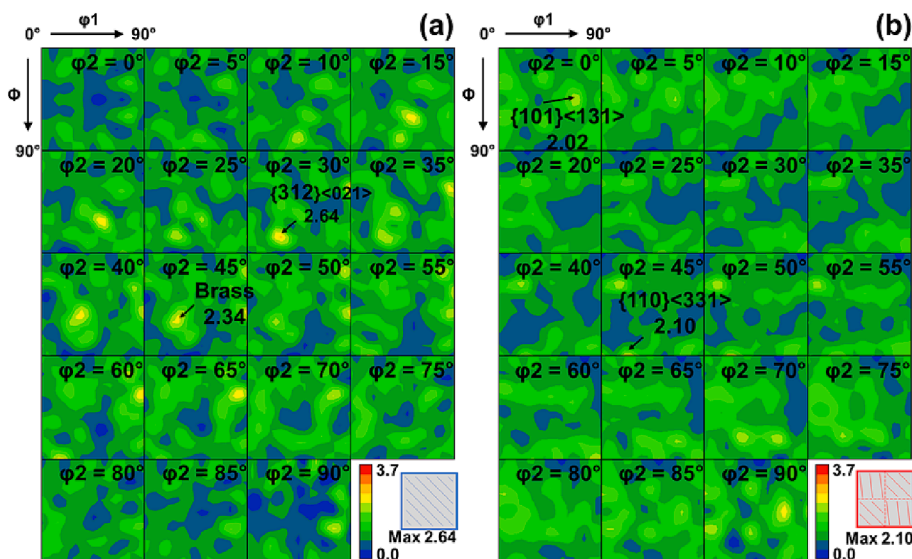 (a)
φ1
0° 90°
Φ
90°
φ2 = 0° φ2 = 5° φ2 = 10° φ2 = 15°
φ2 = 20° φ2 = 25° φ2 = 30° φ2 = 35°
{312}<021>
2.64
φ2 = 40° φ2 = 45° φ2 = 50° φ2 = 55°
Brass
2.34
φ2 = 60° φ2 = 65° φ2 = 70° φ2 = 75°
φ2 = 80° φ2 = 85° φ2 = 90°
3.7
Max 2.64
0.0
(b)
φ1
0° 90°
Φ
90°
φ2 = 0° φ2 = 5° φ2 = 10° φ2 = 15°
{101}<131>
2.02
φ2 = 20° φ2 = 25° φ2 = 30° φ2 = 35°
φ2 = 40° φ2 = 45° φ2 = 50° φ2 = 55°
{110}<331>
2.10
φ2 = 60° φ2 = 65° φ2 = 70° φ2 = 75°
φ2 = 80° φ2 = 85° φ2 = 90°
3.7
Max 2.10
0.0